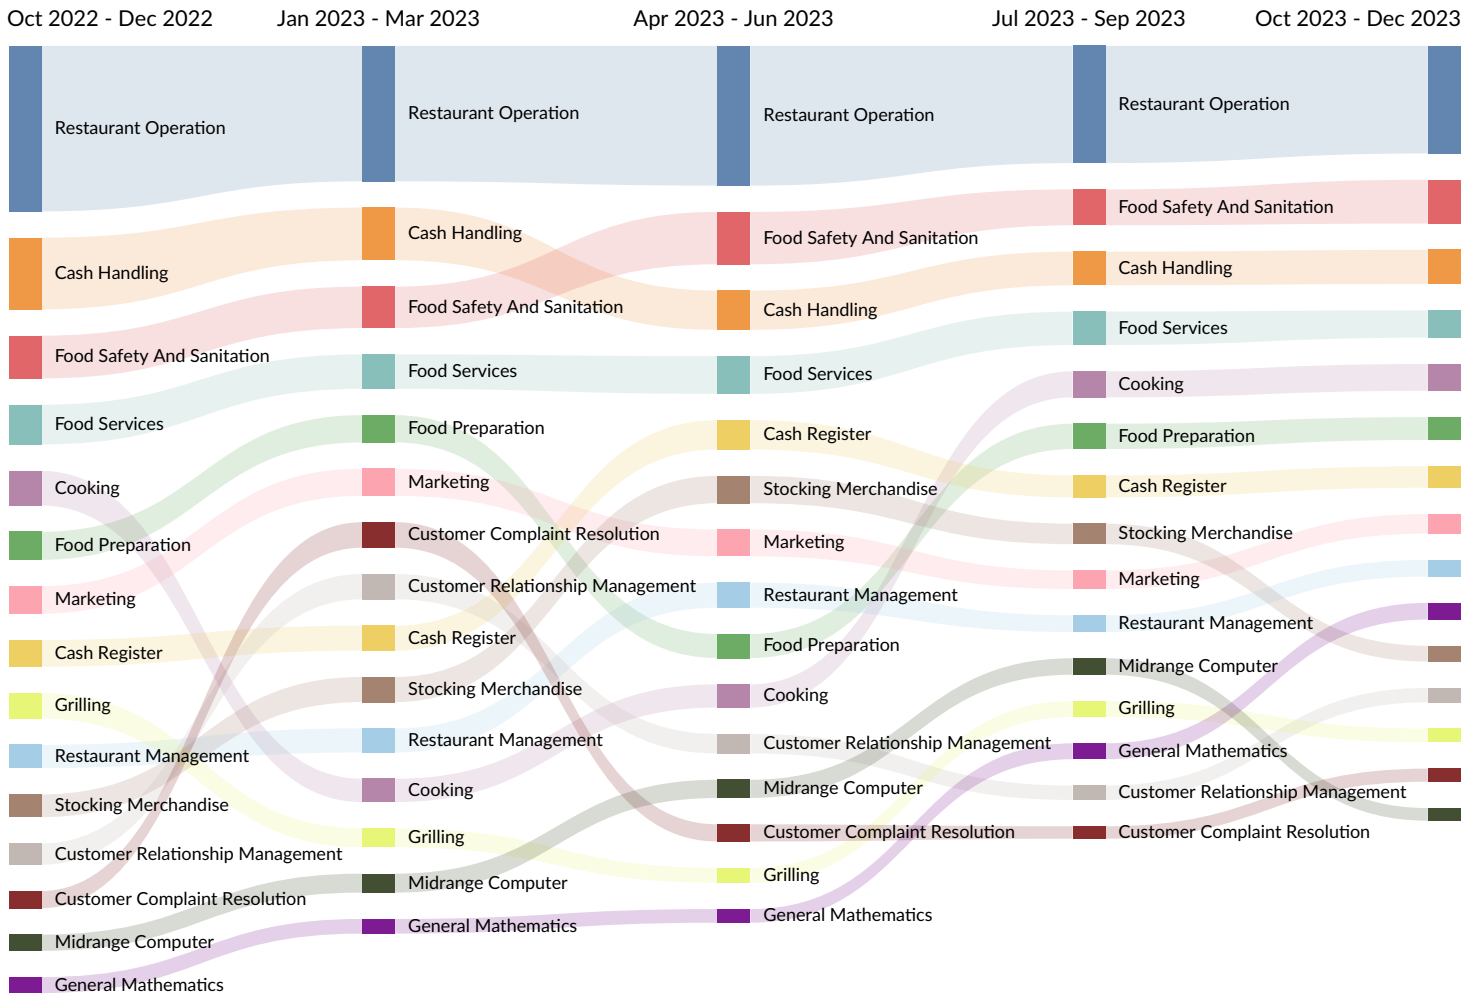 Oct 2022 - Dec 2022
Jan 2023 - Mar 2023
Apr 2023 - Jun 2023
Jul 2023 - Sep 2023
Oct 2023 - Dec 2023
Restaurant Operation
Cash Handling
Food Safety And Sanitation
Food Services
Cooking
Food Preparation
Marketing
Cash Register
Grilling
Restaurant Management
Stocking Merchandise
Customer Relationship Management
Customer Complaint Resolution
Midrange Computer
General Mathematics
Restaurant Operation
Cash Handling
Food Safety And Sanitation
Food Services
Food Preparation
Marketing
Customer Complaint Resolution
Customer Relationship Management
Cash Register
Stocking Merchandise
Restaurant Management
Cooking
Grilling
Midrange Computer
General Mathematics
Restaurant Operation
Food Safety And Sanitation
Cash Handling
Food Services
Cash Register
Stocking Merchandise
Marketing
Restaurant Management
Food Preparation
Cooking
Customer Relationship Management
Midrange Computer
Customer Complaint Resolution
Grilling
General Mathematics
Restaurant Operation
Food Safety And Sanitation
Cash Handling
Food Services
Cooking
Food Preparation
Cash Register
Stocking Merchandise
Marketing
Restaurant Management
Midrange Computer
Grilling
General Mathematics
Customer Relationship Management
Customer Complaint Resolution